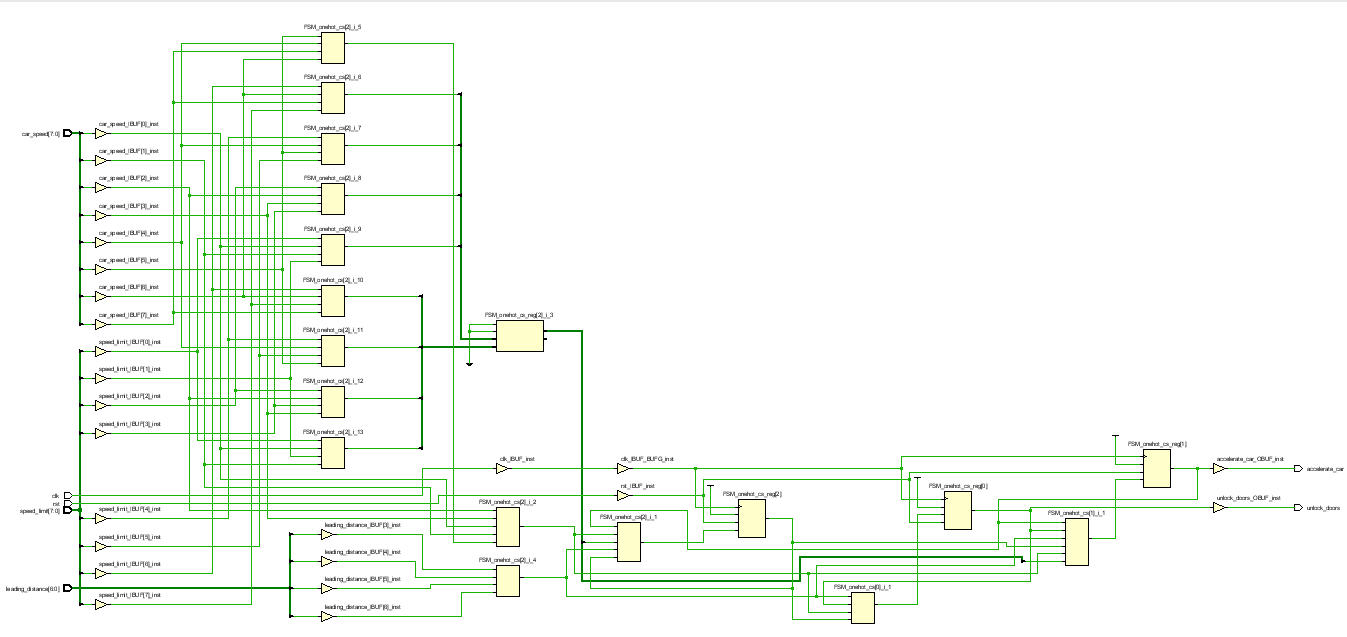 FSM_onehot_cs[2]_i_5
FSM_onehot_cs[2]_i_6
FSM_onehot_cs[2]_i_7
FSM_onehot_cs[2]_i_8
FSM_onehot_cs[2]_i_9
FSM_onehot_cs[2]_i_10
FSM_onehot_cs[2]_i_11
FSM_onehot_cs[2]_i_12
FSM_onehot_cs[2]_i_13
car_speed[7:0]
car_speed_IBUF[0]_inst
car_speed_IBUF[1]_inst
car_speed_IBUF[2]_inst
car_speed_IBUF[3]_inst
car_speed_IBUF[4]_inst
car_speed_IBUF[5]_inst
car_speed_IBUF[6]_inst
car_speed_IBUF[7]_inst
speed_limit_IBUF[0]_inst
speed_limit_IBUF[1]_inst
speed_limit_IBUF[2]_inst
speed_limit_IBUF[3]_inst
clk
rst
speed_limit[7:0]
speed_limit_IBUF[4]_inst
speed_limit_IBUF[5]_inst
speed_limit_IBUF[6]_inst
speed_limit_IBUF[7]_inst
leading_distance[6:0]
leading_distance_IBUF[3]_inst
leading_distance_IBUF[4]_inst
leading_distance_IBUF[5]_inst
leading_distance_IBUF[6]_inst
FSM_onehot_cs_reg[2]_i_3
clk_IBUF_inst
FSM_onehot_cs[2]_i_2
FSM_onehot_cs[2]_i_4
clk_IBUF_BUFG_inst
rst_IBUF_inst
FSM_onehot_cs[2]_i_1
FSM_onehot_cs_reg[2]
FSM_onehot_cs[0]_i_1
FSM_onehot_cs_reg[0]
FSM_onehot_cs[1]_i_1
FSM_onehot_cs_reg[1]
accelerate_car_OBUF_inst
accelerate_car
unlock_doors_OBUF_inst
unlock_doors